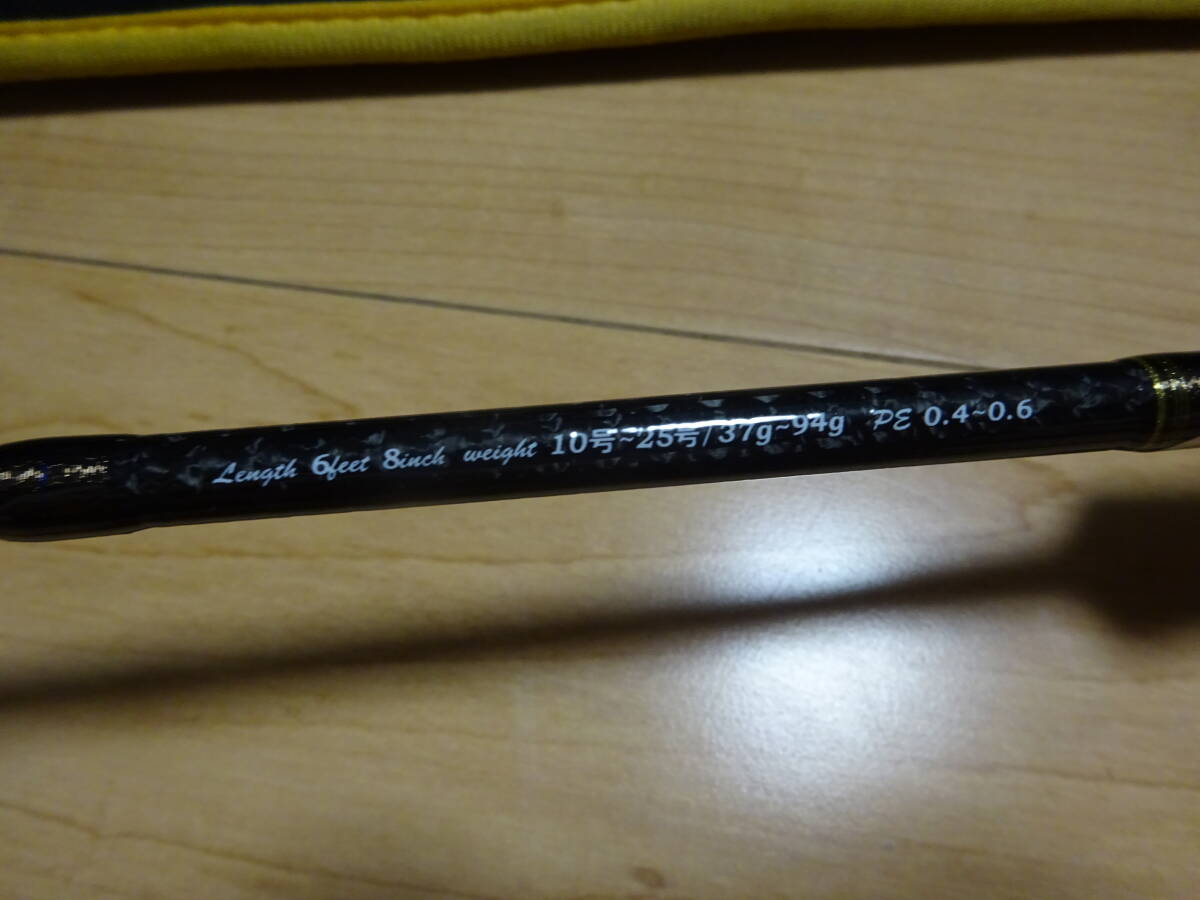 Length 6feet 8inch weight 10号~25号/37g~94g PE 0.4~0.6